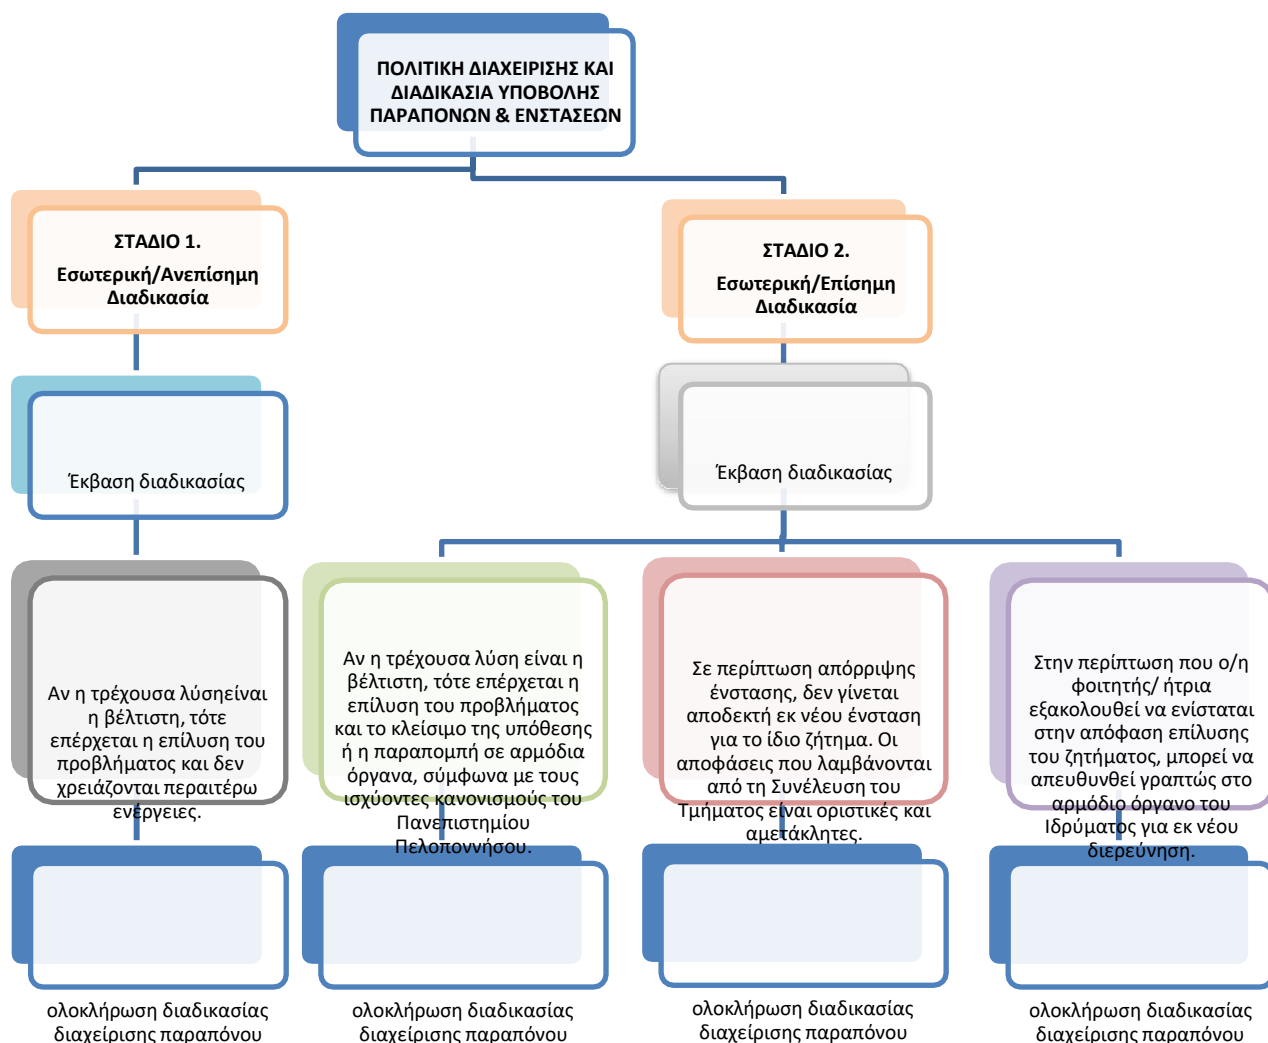 ΠΟΛΙΤΙΚΗ ΔΙΑΧΕΙΡΙΣΗΣ ΚΑΙ
ΔΙΑΔΙΚΑΣΙΑ ΥΠΟΒΟΛΗΣ
ΠΑΡΑΠΟΝΩΝ & ΕΝΣΤΑΣΕΩΝ
ΣΤΑΔΙΟ 1.
Εσωτερική/Ανεπίσημη
Διαδικασία
ΣΤΑΔΙΟ 2.
Εσωτερική/Επίσημη
Διαδικασία
Έκβαση διαδικασίας
Έκβαση διαδικασίας
Αν η τρέχουσα λύσηείναι
η βέλτιστη, τότε
επέρχεται η επίλυση του
προβλήματος και δεν
χρειάζονται περαιτέρω
ενέργειες.
Αν η τρέχουσα λύση είναι η
βέλτιστη, τότε επέρχεται η
επίλυση του προβλήματος
και το κλείσιμο της υπόθεσης
ή η παραπομπή σε αρμόδια
όργανα, σύμφωνα με τους
ισχύοντες κανονισμούς του
Πανεπιστημίου
Πελοποννήσου.
Σε περίπτωση απόρριψης
ένστασης, δεν γίνεται
αποδεκτή εκ νέου ένσταση
για το ίδιο ζήτημα. Οι
αποφάσεις που λαμβάνονται
από τη Συνέλευση του
Τμήματος είναι οριστικές και
αμετάκλητες.
Στην περίπτωση που ο/η
φοιτητής/ ήτρια
εξακολουθεί να ενίσταται
στην απόφαση επίλυσης
του ζητήματος, μπορεί να
απευθυνθεί γραπτώς στο
αρμόδιο όργανο του
Ιδρύματος για εκ νέου
διερεύνηση.
ολοκλήρωση διαδικασίας
διαχείρισης παραπόνου
ολοκλήρωση διαδικασίας
διαχείρισης παραπόνου
ολοκλήρωση διαδικασίας
διαχείρισης παραπόνου
ολοκλήρωση διαδικασίας
διαχείρισης παραπόνου